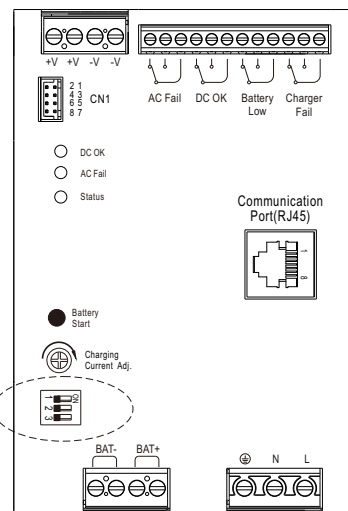 +V +V -V -V
2 1
4 3
6 5
8 7
CN1
AC Fail DC OK Battery Low Charger Fail
DC OK
AC Fail
Status
Communication
Port(RJ45)
1
8
Battery
Start
Charging
Current Adj.
ON
1
2
3
BAT- BAT+
N L